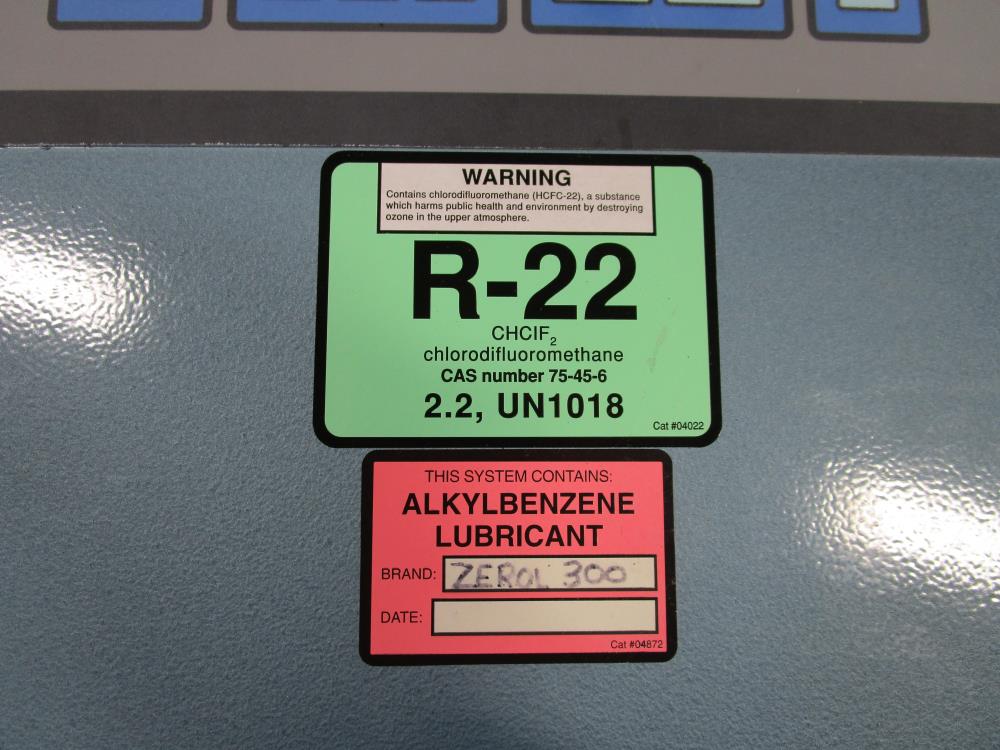 WARNING
Contains chlorodifluoromethane (HCFC-22), a substance
which harms public health and environment by destroying
ozone in the upper atmosphere.
R-22
CHClF₂
chlorodifluoromethane
CAS number 75-45-6
2.2, UN1018
Cat #04022
THIS SYSTEM CONTAINS:
ALKYLBENZENE
LUBRICANT
BRAND: ZEROL 300
DATE:
Cat #04872